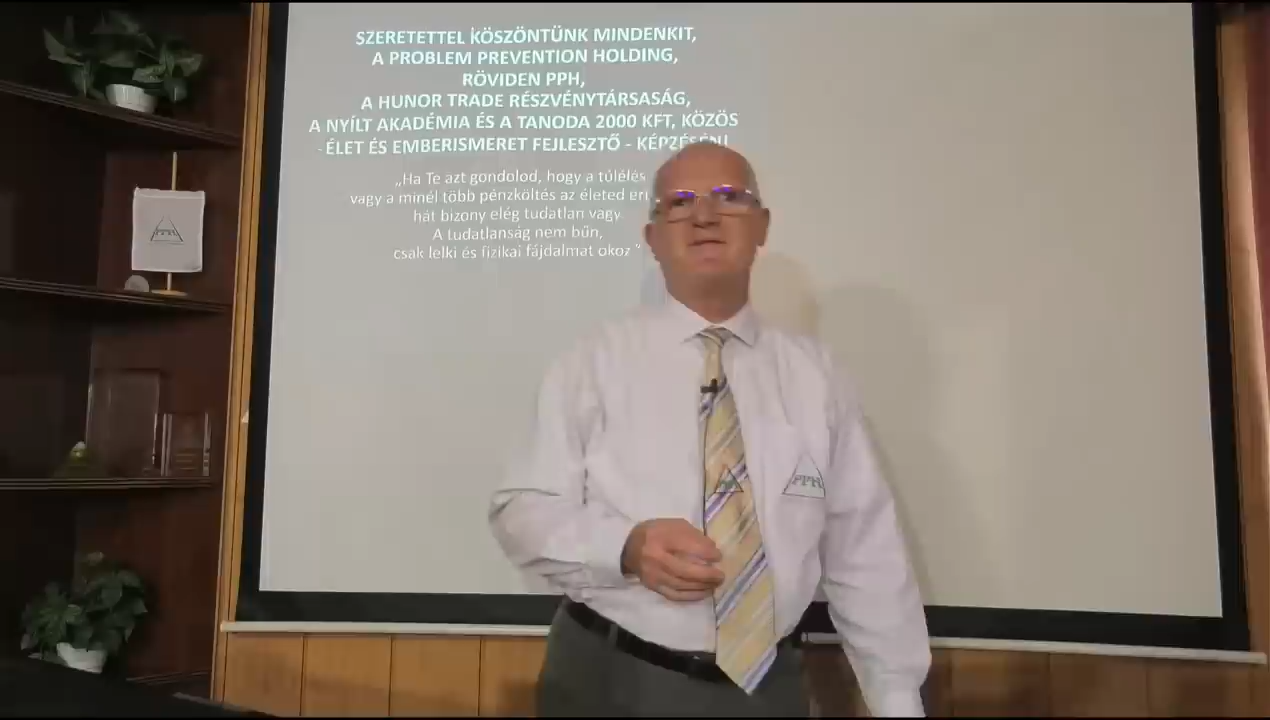 SZERETETTEL KÖSZÖNTÜNK MINDENKIT,
A PROBLEM PREVENTION HOLDING,
RÖVIDEN PPH,
A HUNOR TRADE RÉSZVÉNYTÁRSASÁG,
A NYÍLT AKADÉMIA ÉS A TANODA 2000 KFT, KÖZÖS
- ÉLET ÉS EMBERISMERET FEJLESZTŐ - KÉPZÉSÉN!
„Ha Te azt gondolod, hogy a túlélés
vagy a minél több pénzköltés az életed
hát bizony elég tudatlan vagy
A tudatlanság nem bűn,
csak lelki és fizikai fájdalmat okoz"
PPH
PPH